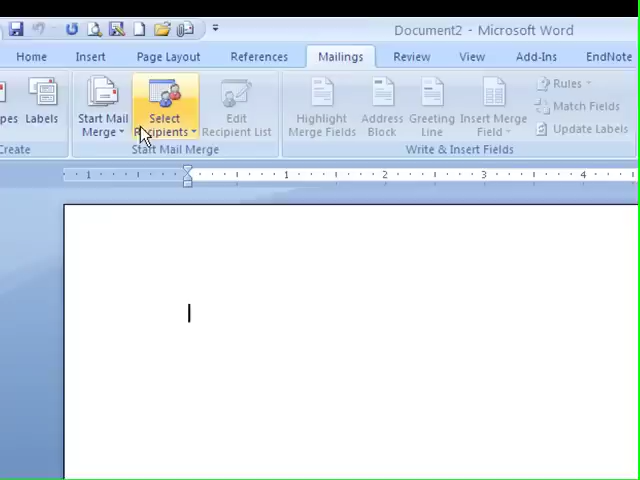 Document2 - Microsoft Word
Home Insert Page Layout References Mailings Review View Add-Ins EndNote
Labels
Start Mail Merge
Select Recipients
Edit Recipient List
Highlight Merge Fields
Address Block
Greeting Line
Insert Merge Field
Rules
Match Fields
Update Labels
Start Mail Merge
Write & Insert Fields
1 1 2 3 4